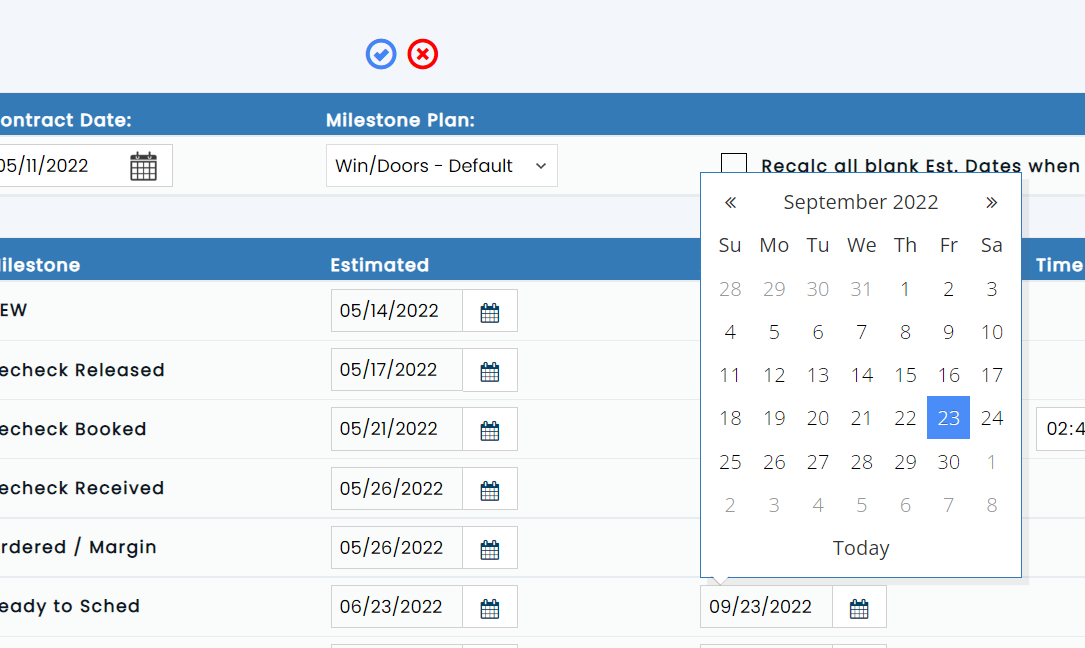 ontract Date:
Milestone Plan:
05/11/2022
Win/Doors - Default
Recalc all blank Est. Dates when
« September 2022 »
Su Mo Tu We Th Fr Sa
28 29 30 31 1 2 3
4 5 6 7 8 9 10
11 12 13 14 15 16 17
18 19 20 21 22 23 24
25 26 27 28 29 30 1
2 3 4 5 6 7 8
Today
ilestone
Estimated
Time
EW
05/14/2022
echeck Released
05/17/2022
echeck Booked
05/21/2022
02:4
echeck Received
05/26/2022
rdered / Margin
05/26/2022
eady to Sched
06/23/2022
09/23/2022